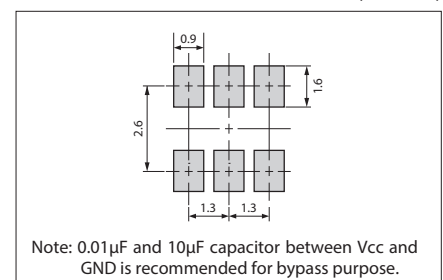 0.9
1.6
2.6
1.3 1.3
Note: 0.01µF and 10µF capacitor between Vcc and
GND is recommended for bypass purpose.